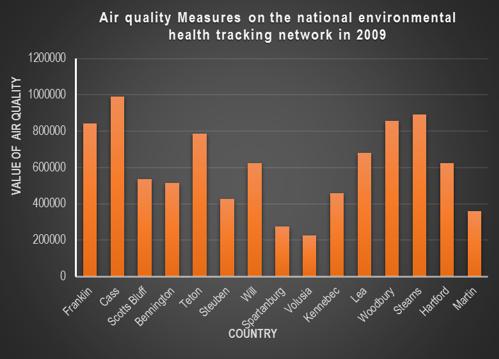 Air quality Measures on the national environmental
health tracking network in 2009
VALUE OF AIR QUALITY
1200000
1000000
800000
600000
400000
200000
0
Franklin
Cass
Scotts Bluff
Bennington
Teton
Steuben
Will
Spartanburg
Volusia
Kennebec
Lea
Woodbury
Stearns
Hartford
Martin
COUNTRY